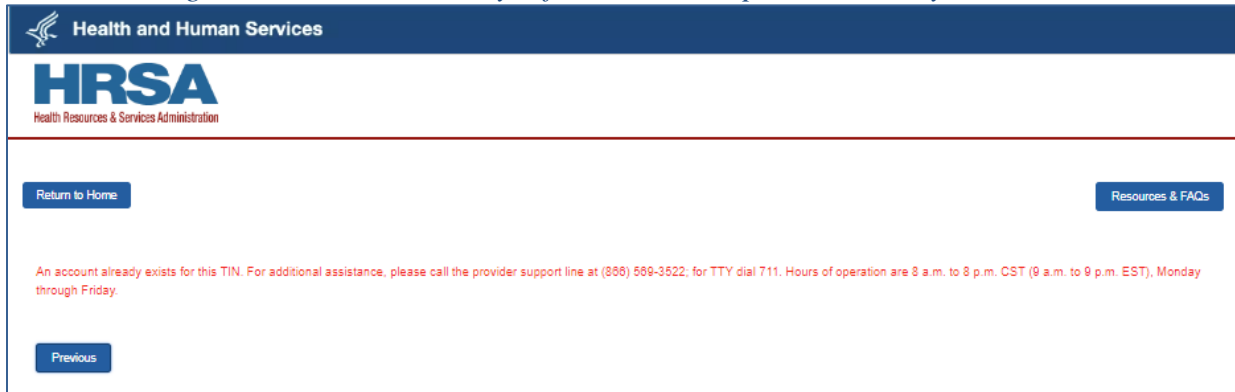 Health and Human Services
HRSA
Health Resources & Services Administration
Return to Home
Resources & FAQs
An account already exists for this TIN. For additional assistance, please call the provider support line at (866) 569-3522; for TTY dial 711. Hours of operation are 8 a.m. to 8 p.m. CST (9 a.m. to 9 p.m. EST), Monday
through Friday.
Previous